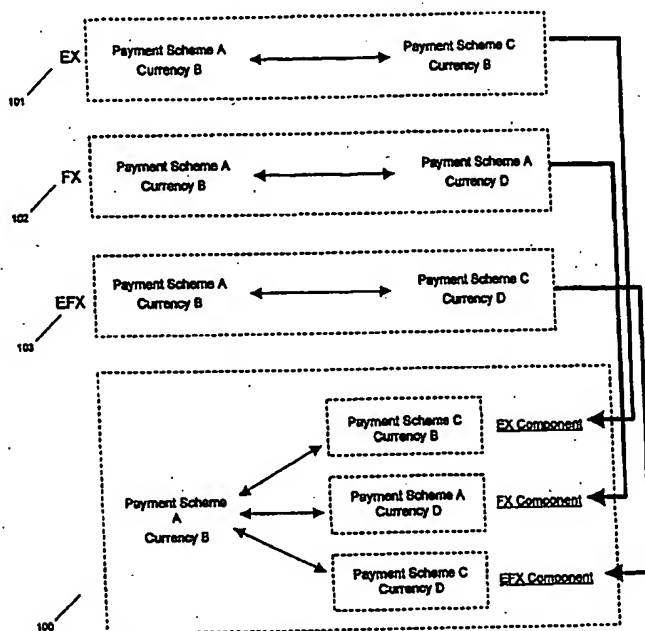 EX
Payment Scheme A
Currency B
Payment Scheme C
Currency B
101
FX
Payment Scheme A
Currency B
Payment Scheme A
Currency D
102
EFX
Payment Scheme A
Currency B
Payment Scheme C
Currency D
103
Payment Scheme C
Currency B
EX Component
Payment Scheme
A
Currency B
Payment Scheme A
Currency D
FX Component
Payment Scheme C
Currency D
EFX Component
100